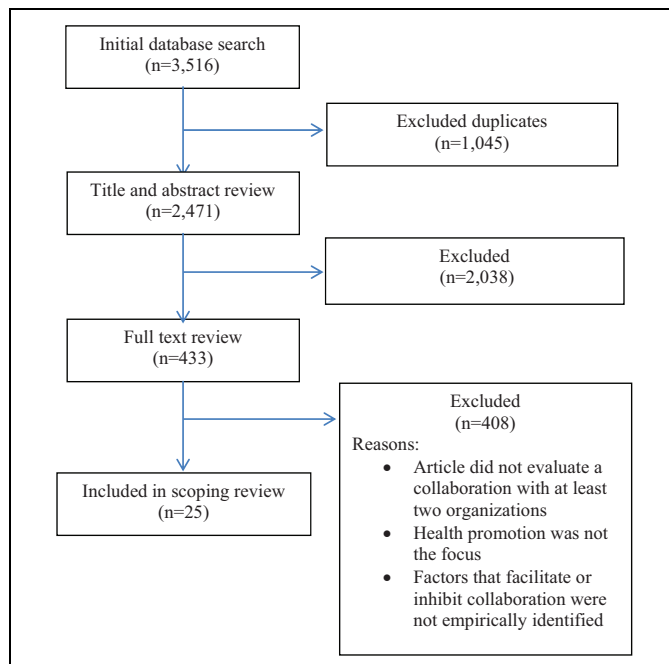 Initial database search
(n=3,516)
Excluded duplicates
(n=1,045)
Title and abstract review
(n=2,471)
Excluded
(n=2,038)
Full text review
(n=433)
Excluded
(n=408)
Reasons:
• Article did not evaluate a
collaboration with at least
two organizations
• Health promotion was not
the focus
• Factors that facilitate or
inhibit collaboration were
not empirically identified
Included in scoping review
(n=25)